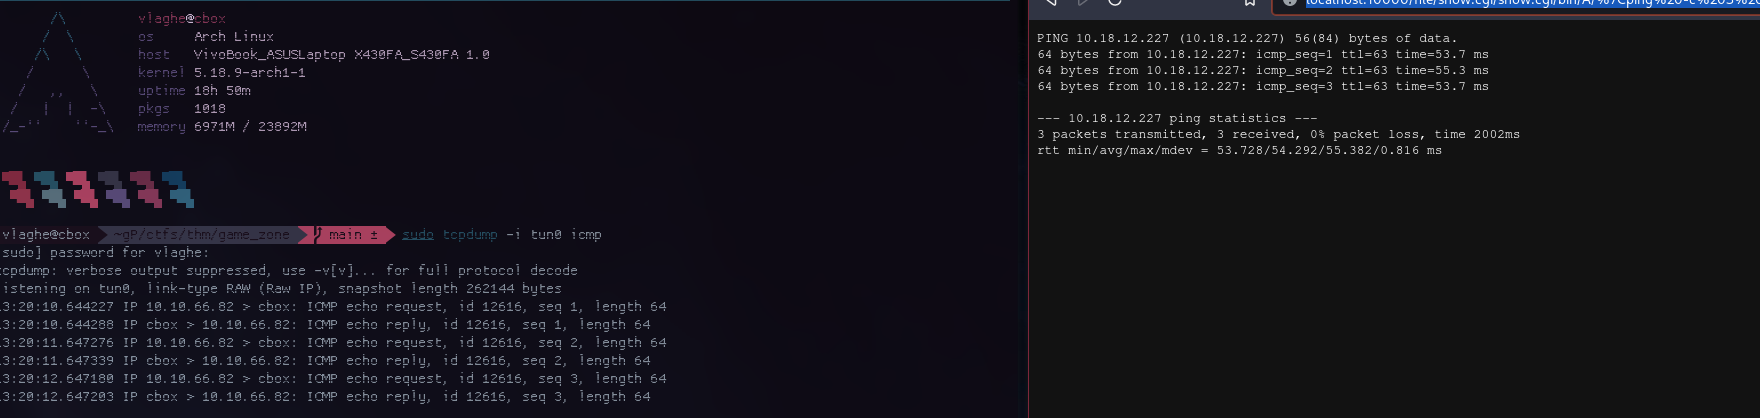 vlaghe@cbox
os Arch Linux
host VivoBook_ASUSLaptop X430FA_S430FA 1.0
kernel 5.18.9-arch1-1
uptime 18h 50m
pkgs 1018
memory 6971M / 23892M
vlaghe@cbox ~gP/ctfs/thm/game_zone main ± sudo tcpdump -i tun0 icmp
sudo] password for vlaghe:
cpdump: verbose output suppressed, use -v[v]... for full protocol decode
istening on tun0, link-type RAW (Raw IP), snapshot length 262144 bytes
3:20:10.644227 IP 10.10.66.82 > cbox: ICMP echo request, id 12616, seq 1, length 64
3:20:10.644288 IP cbox > 10.10.66.82: ICMP echo reply, id 12616, seq 1, length 64
3:20:11.647276 IP 10.10.66.82 > cbox: ICMP echo request, id 12616, seq 2, length 64
3:20:11.647339 IP cbox > 10.10.66.82: ICMP echo reply, id 12616, seq 2, length 64
3:20:12.647180 IP 10.10.66.82 > cbox: ICMP echo request, id 12616, seq 3, length 64
3:20:12.647203 IP cbox > 10.10.66.82: ICMP echo reply, id 12616, seq 3, length 64
PING 10.18.12.227 (10.18.12.227) 56(84) bytes of data.
64 bytes from 10.18.12.227: icmp_seq=1 ttl=63 time=53.7 ms
64 bytes from 10.18.12.227: icmp_seq=2 ttl=63 time=55.3 ms
64 bytes from 10.18.12.227: icmp_seq=3 ttl=63 time=53.7 ms
--- 10.18.12.227 ping statistics ---
3 packets transmitted, 3 received, 0% packet loss, time 2002ms
rtt min/avg/max/mdev = 53.728/54.292/55.382/0.816 ms